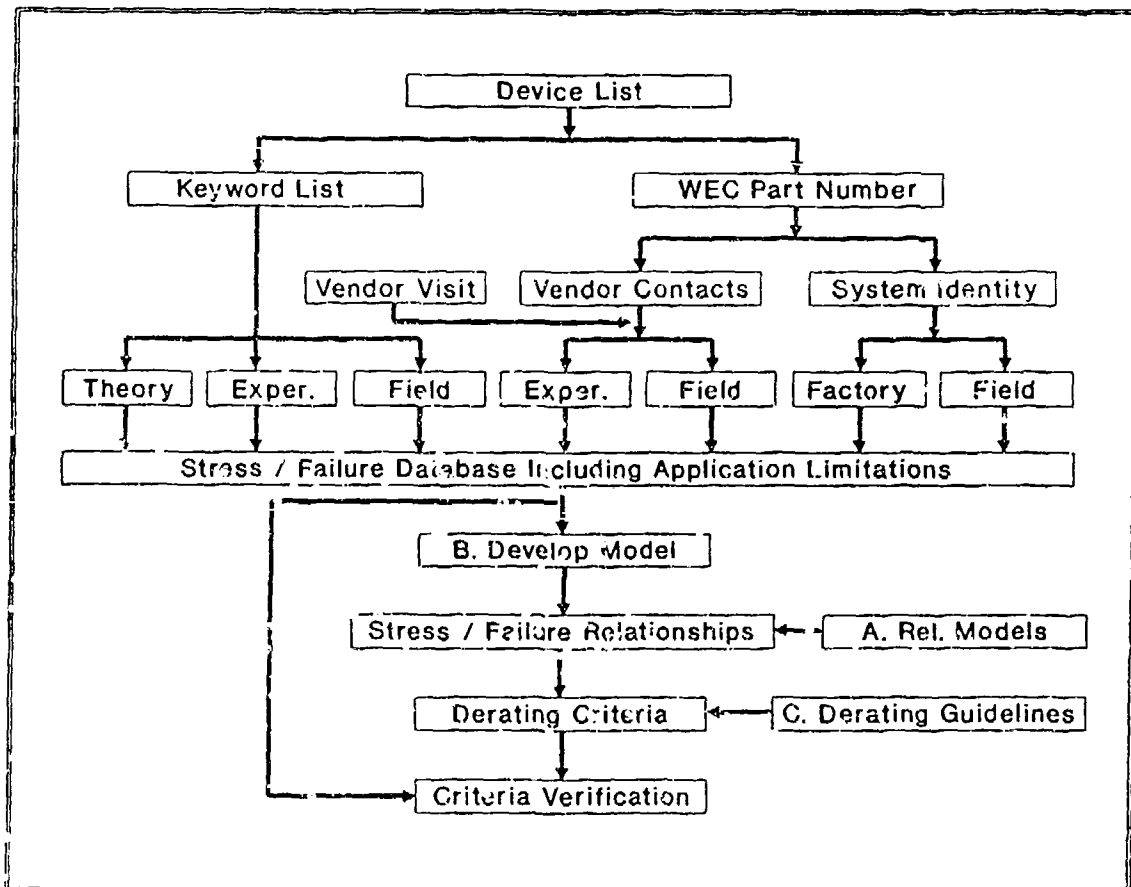 Device List
Keyword List
WEC Part Number
Vendor Visit
Vendor Contacts
System Identity
Theory
Exper.
Field
Exper.
Field
Factory
Field
Stress / Failure Database Including Application Limitations
B. Develop Model
Stress / Failure Relationships
A. Rel. Models
Derating Criteria
C. Derating Guidelines
Criteria Verification